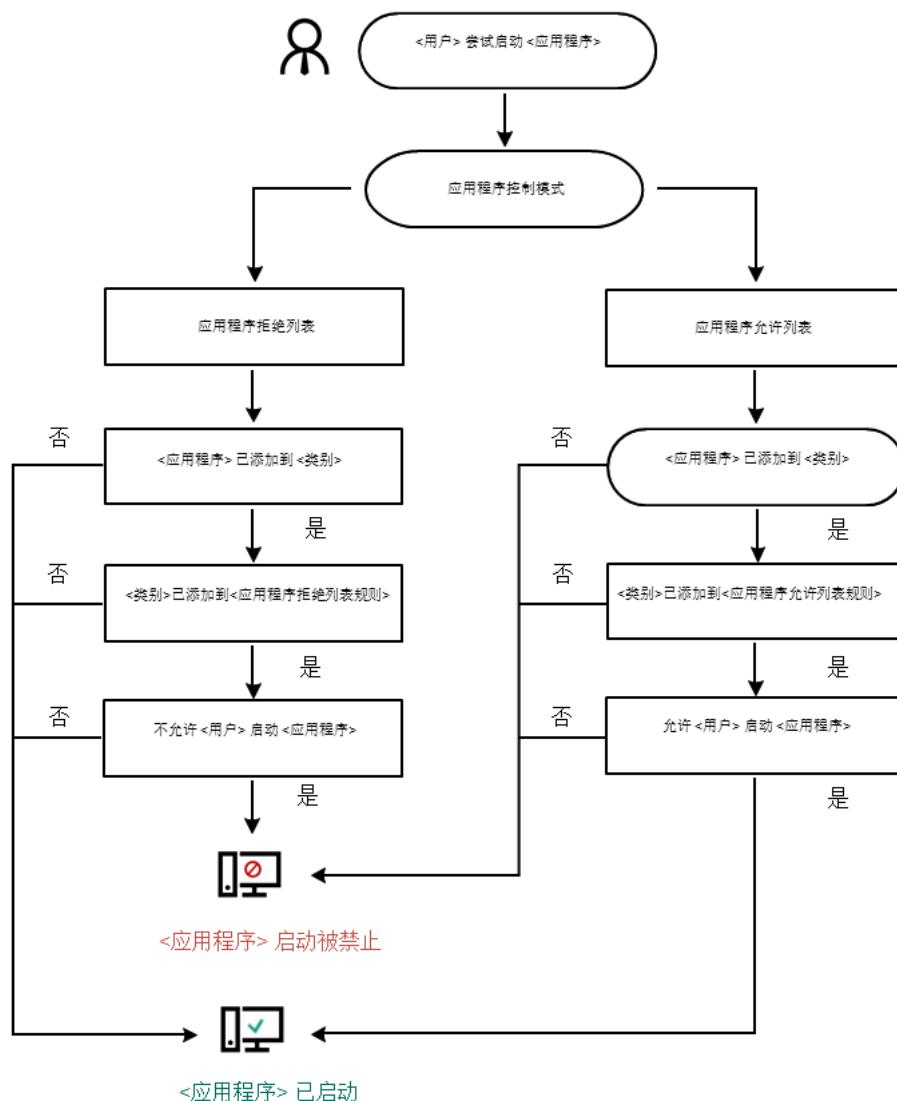 <用户> 尝试启动 <应用程序>
应用程序控制模式
应用程序拒绝列表
应用程序允许列表
否
<应用程序> 已添加到 <类别>
是
否
<应用程序> 已添加到 <类别>
是
否
<类别>已添加到<应用程序拒绝列表规则>
是
否
<类别>已添加到<应用程序允许列表规则>
是
否
不允许 <用户> 启动 <应用程序>
是
否
允许 <用户> 启动 <应用程序>
是
<应用程序> 启动被禁止
<应用程序> 已启动